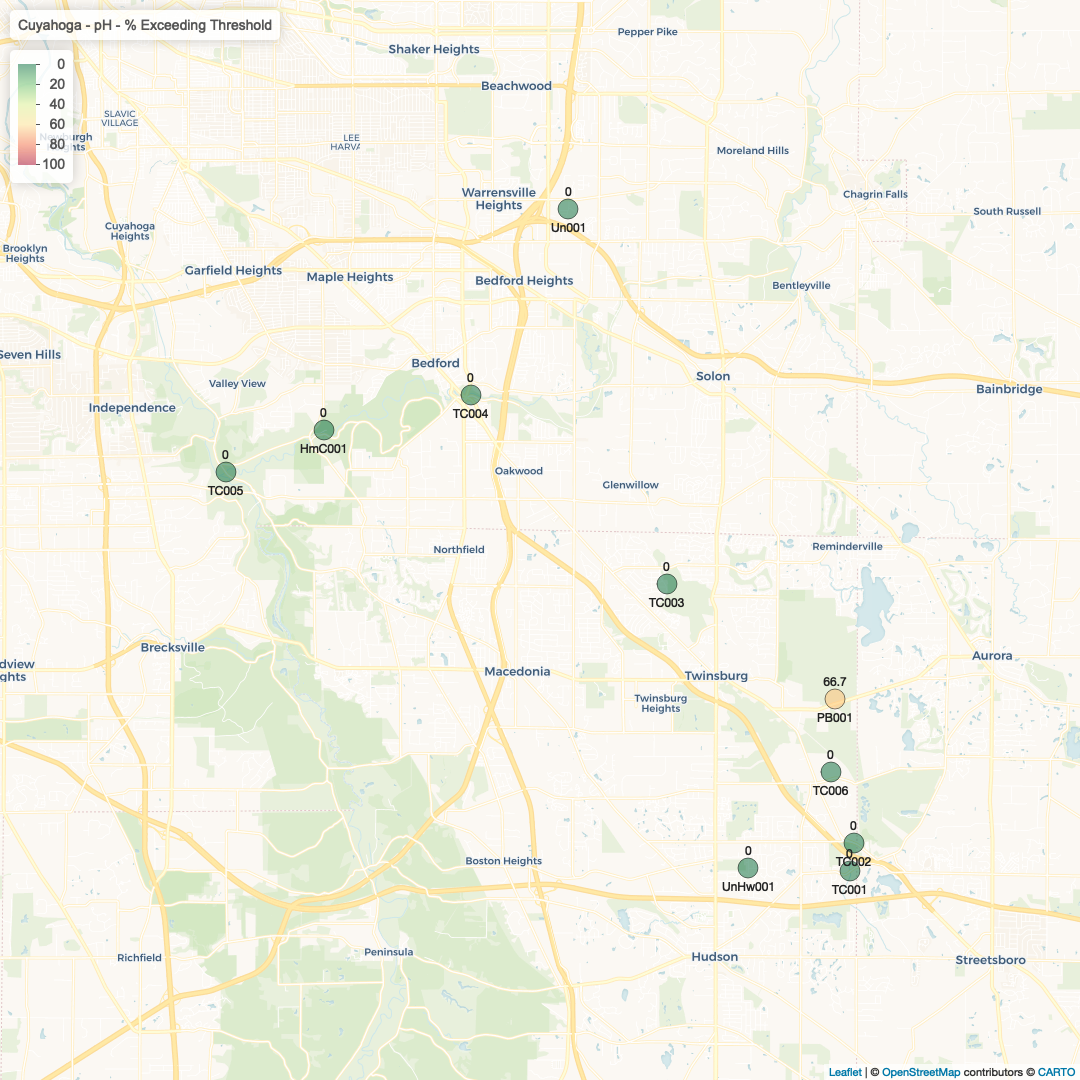 Cuyahoga - pH - % Exceeding Threshold
0
20
40
60
80
100
Pepper Pike
Shaker Heights
Beachwood
SLAVIC
VILLAGE
LEE
Moreland Hills
Warrensville
Heights
0
Un001
Chagrin Falls
South Russell
Cuyahoga
Heights
Brooklyn
Heights
Garfield Heights
Maple Heights
Bedford Heights
Bentleyville
Seven Hills
Bedford
Valley View
Solon
Bainbridge
Independence
0
TC004
0
HmC001
0
TC005
Oakwood
Glenwillow
Northfield
Reminderville
0
TC003
Brecksville
Aurora
dview
ghts
Macedonia
Twinsburg
Twinsburg
Heights
66.7
PB001
0
TC006
0
TC002
0
TC001
0
UnHw001
Boston Heights
Peninsula
Richfield
Hudson
Streetsboro
Leaflet | © OpenStreetMap contributors © CARTO